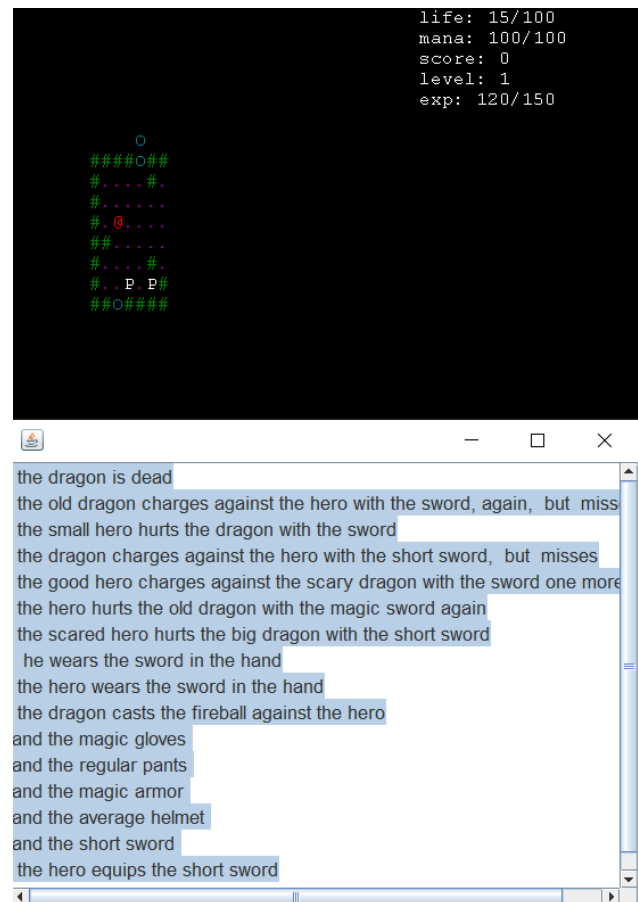 life: 15/100
mana: 100/100
score: 0
level: 1
exp: 120/150
o
####o##
#....#.
#......
#.@....
##.....
#....#.
#..P.P#
##o####
the dragon is dead
the old dragon charges against the hero with the sword, again,  but  miss
the small hero hurts the dragon with the sword
the dragon charges against the hero with the short sword,  but  misses
the good hero charges against the scary dragon with the sword one more
the hero hurts the old dragon with the magic sword again
the scared hero hurts the big dragon with the short sword
he wears the sword in the hand
the hero wears the sword in the hand
the dragon casts the fireball against the hero
and the magic gloves
and the regular pants
and the magic armor
and the average helmet
and the short sword
the hero equips the short sword